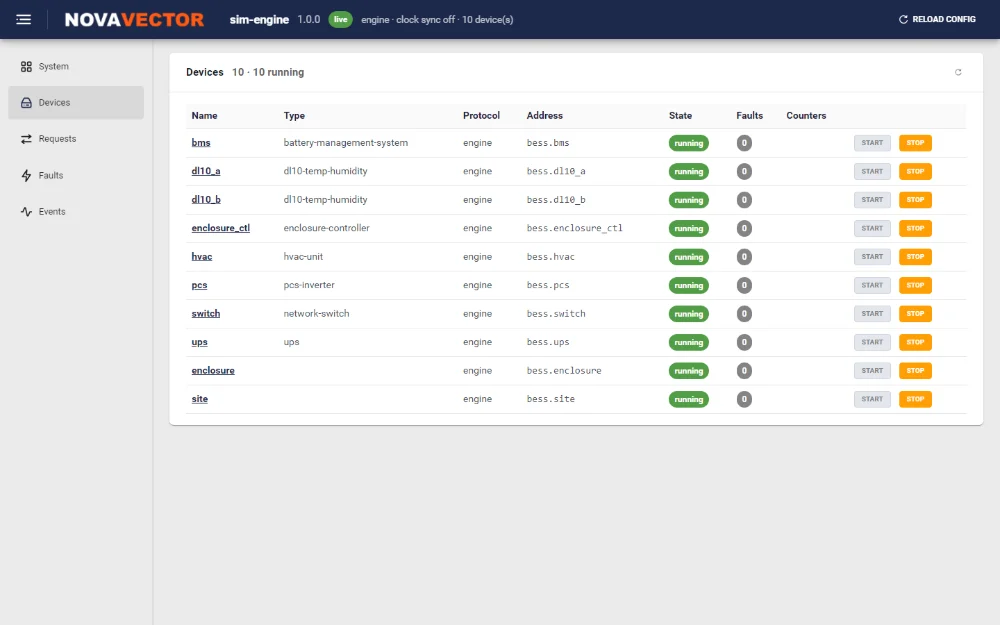 NOVAVECTOR sim-engine 1.0.0 live engine · clock sync off · 10 device(s) RELOAD CONFIG
System
Devices
Requests
Faults
Events
Devices 10 · 10 running
Name Type Protocol Address State Faults Counters
bms battery-management-system engine bess.bms running 0 START STOP
dl10_a dl10-temp-humidity engine bess.dl10_a running 0 START STOP
dl10_b dl10-temp-humidity engine bess.dl10_b running 0 START STOP
enclosure_ctl enclosure-controller engine bess.enclosure_ctl running 0 START STOP
hvac hvac-unit engine bess.hvac running 0 START STOP
pcs pcs-inverter engine bess.pcs running 0 START STOP
switch network-switch engine bess.switch running 0 START STOP
ups ups engine bess.ups running 0 START STOP
enclosure engine bess.enclosure running 0 START STOP
site engine bess.site running 0 START STOP